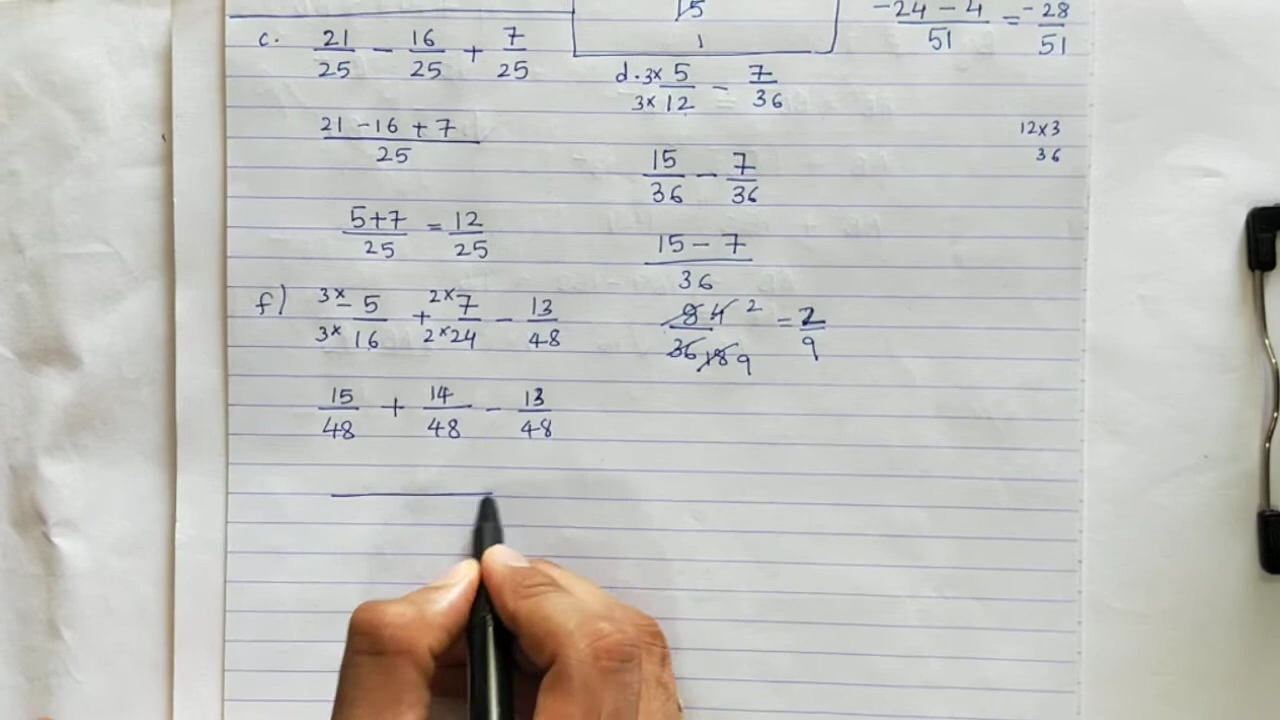 15
1
-24 - 4 / 51 = -28 / 51
c. 21/25 - 16/25 + 7/25
21 - 16 + 7 / 25
5+7 / 25 = 12 / 25
d. 3× 5 / 3× 12 - 7 / 36
12×3
36
15/36 - 7/36
15 - 7 / 36
8 4 2 / 36 18 9 = 2/9
f) 3× - 5 / 3× 16 + 2× 7 / 2× 24 - 13 / 48
15/48 + 14/48 - 13/48